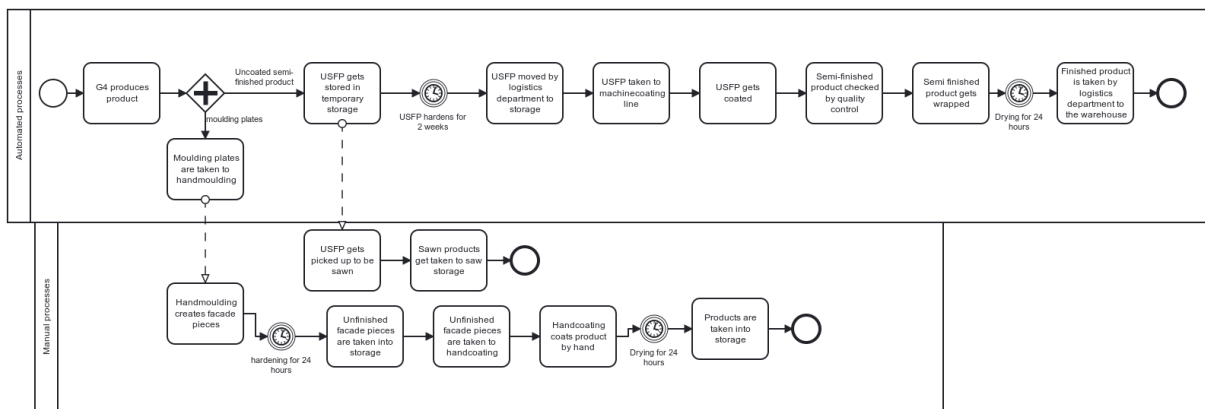 Automated processes
G4 produces
product
Uncoated semi-
finished product
moulding plates
Moulding plates
are taken to
handmoulding
USFP gets
stored in
temporary
storage
USFP hardens for
2 weeks
USFP moved by
logistics
department to
storage
USFP taken to
machinecoating
line
USFP gets
coated
Semi-finished
product checked
by quality
control
Semi finished
product gets
wrapped
Drying for 24
hours
Finished product
is taken by
logistics
department to
the warehouse
Manual processes
USFP gets
picked up to be
sawn
Sawn products
get taken to saw
storage
Handmoulding
creates facade
pieces
hardening for 24
hours
Unfinished
facade pieces
are taken into
storage
Unfinished
facade pieces
are taken to
handcoating
Handcoating
coats product
by hand
Drying for 24
hours
Products are
taken into
storage